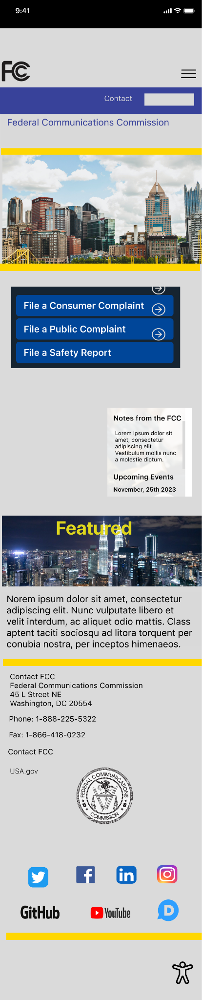 9:41
FCC
Contact
Federal Communications Commission
File a Consumer Complaint
File a Public Complaint
File a Safety Report
Notes from the FCC
Lorem ipsum dolor sit
amet, consectetur
adipiscing elit.
Vestibulum mollis nunc
a molestie dictum.
Upcoming Events
November, 25th 2023
Featured
Norem ipsum dolor sit amet, consectetur
adipiscing elit. Nunc vulputate libero et
velit interdum, ac aliquet odio mattis. Class
aptent taciti sociosqu ad litora torquent per
conubia nostra, per inceptos himenaeos.
Contact FCC
Federal Communications Commission
45 L Street NE
Washington, DC 20554
Phone: 1-888-225-5322
Fax: 1-866-418-0232
Contact FCC
USA.gov
FEDERAL COMMUNICATIONS
U S
COMMISSION
in
GitHub
YouTube
D